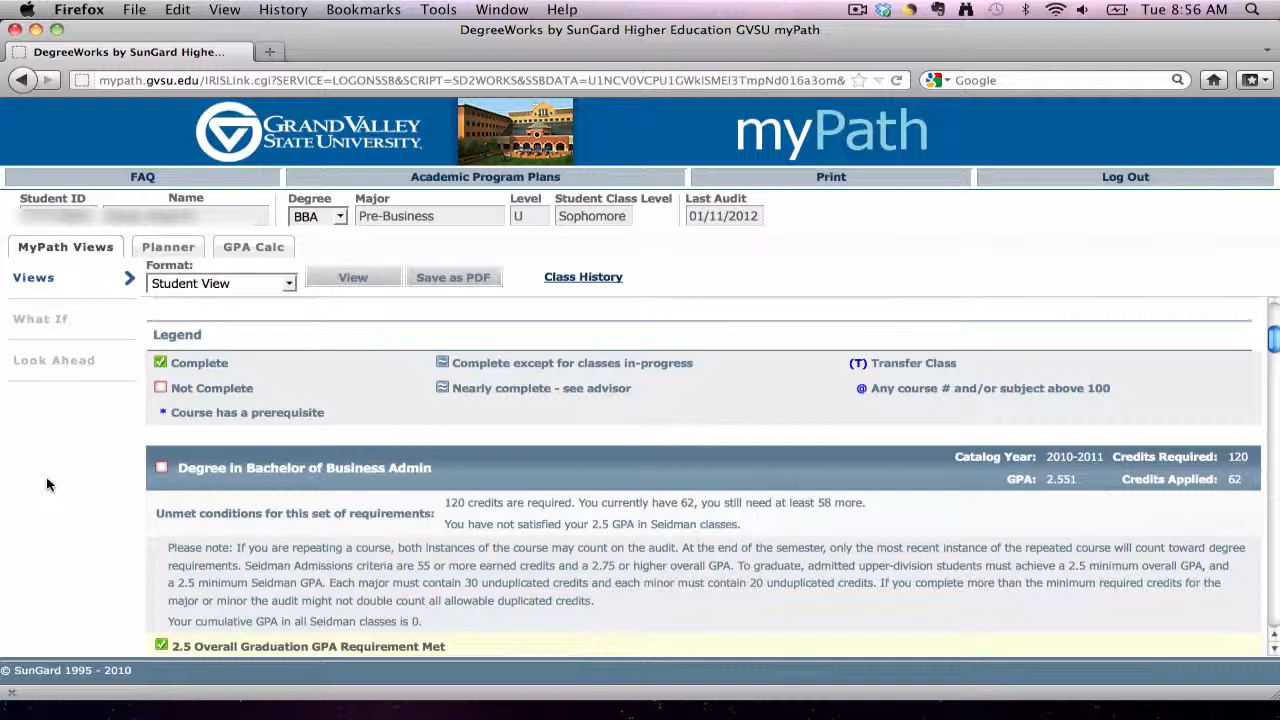 Firefox File Edit View History Bookmarks Tools Window Help Tue 8:56 AM
DegreeWorks by SunGard Higher Education GVSU myPath
DegreeWorks by SunGard Highe...
mypath.gvsu.edu/IRISLink.cgi?SERVICE=LOGONSSB&SCRIPT=SD2WORKS&SSBDATA=U1NCV0VCPU1GWklSMEI3TmpNd016a3om& Google
GRAND VALLEY
STATE UNIVERSITY
myPath
FAQ Academic Program Plans Print Log Out
Student ID Name Degree Major Level Student Class Level Last Audit
BBA Pre-Business U Sophomore 01/11/2012
MyPath Views Planner GPA Calc
Format:
Views Student View View Save as PDF Class History
What If
Look Ahead
Legend
Complete Complete except for classes in-progress (T) Transfer Class
Not Complete Nearly complete - see advisor @ Any course # and/or subject above 100
* Course has a prerequisite
Degree in Bachelor of Business Admin Catalog Year: 2010-2011 Credits Required: 120
GPA: 2.551 Credits Applied: 62
Unmet conditions for this set of requirements: 120 credits are required. You currently have 62, you still need at least 58 more.
You have not satisfied your 2.5 GPA in Seidman classes.
Please note: If you are repeating a course, both instances of the course may count on the audit. At the end of the semester, only the most recent instance of the repeated course will count toward degree
requirements. Seidman Admissions criteria are 55 or more earned credits and a 2.75 or higher overall GPA. To graduate, admitted upper-division students must achieve a 2.5 minimum overall GPA, and
a 2.5 minimum Seidman GPA. Each major must contain 30 unduplicated credits and each minor must contain 20 unduplicated credits. If you complete more than the minimum required credits for the
major or minor the audit might not double count all allowable duplicated credits.
Your cumulative GPA in all Seidman classes is 0.
2.5 Overall Graduation GPA Requirement Met
© SunGard 1995 - 2010